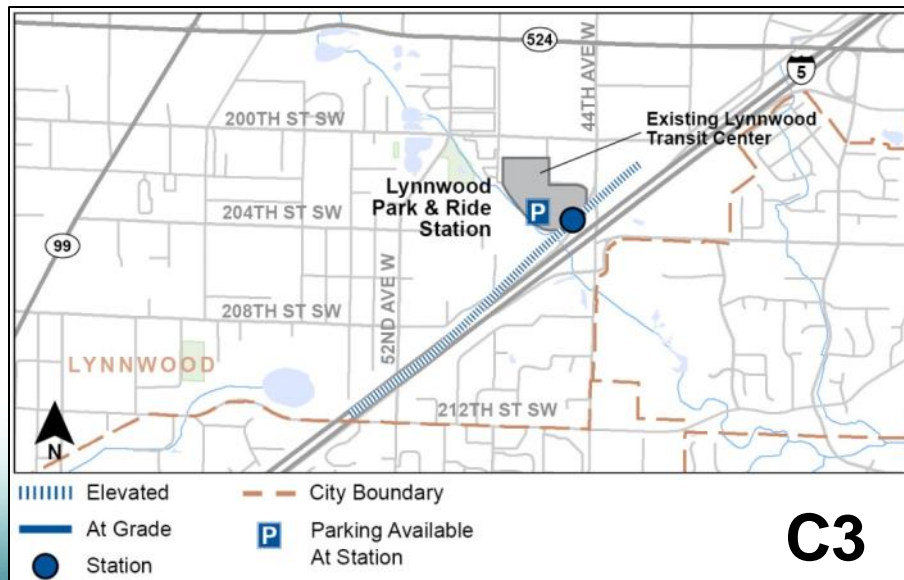 524
44TH AVE W
5
200TH ST SW
Existing Lynnwood
Transit Center
Lynnwood
Park & Ride
Station
P
204TH ST SW
99
52ND AVE W
208TH ST SW
LYNNWOOD
212TH ST SW
N
Elevated
City Boundary
At Grade
P
Parking Available
At Station
Station
C3